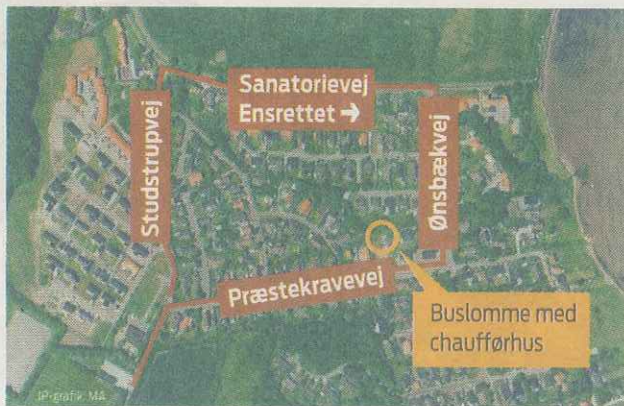 Sanatorievej
Ensrettet →
Studstrupvej
Ønsbækvej
Præstekravevej
Buslomme med
chaufførhus
JP-grafik: MA